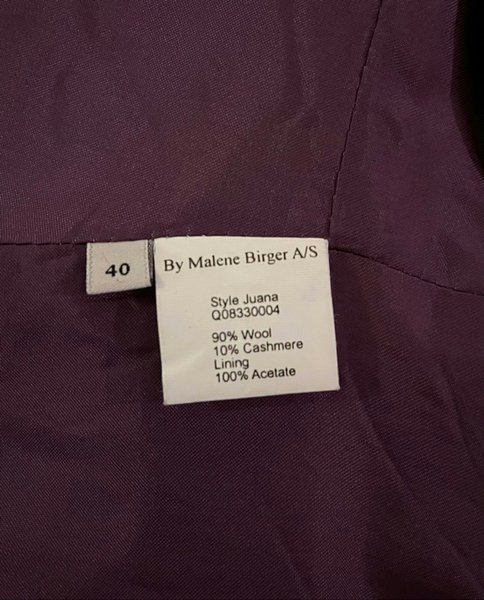 40
By Malene Birger A/S
Style Juana
Q08330004
90% Wool
10% Cashmere
Lining
100% Acetate